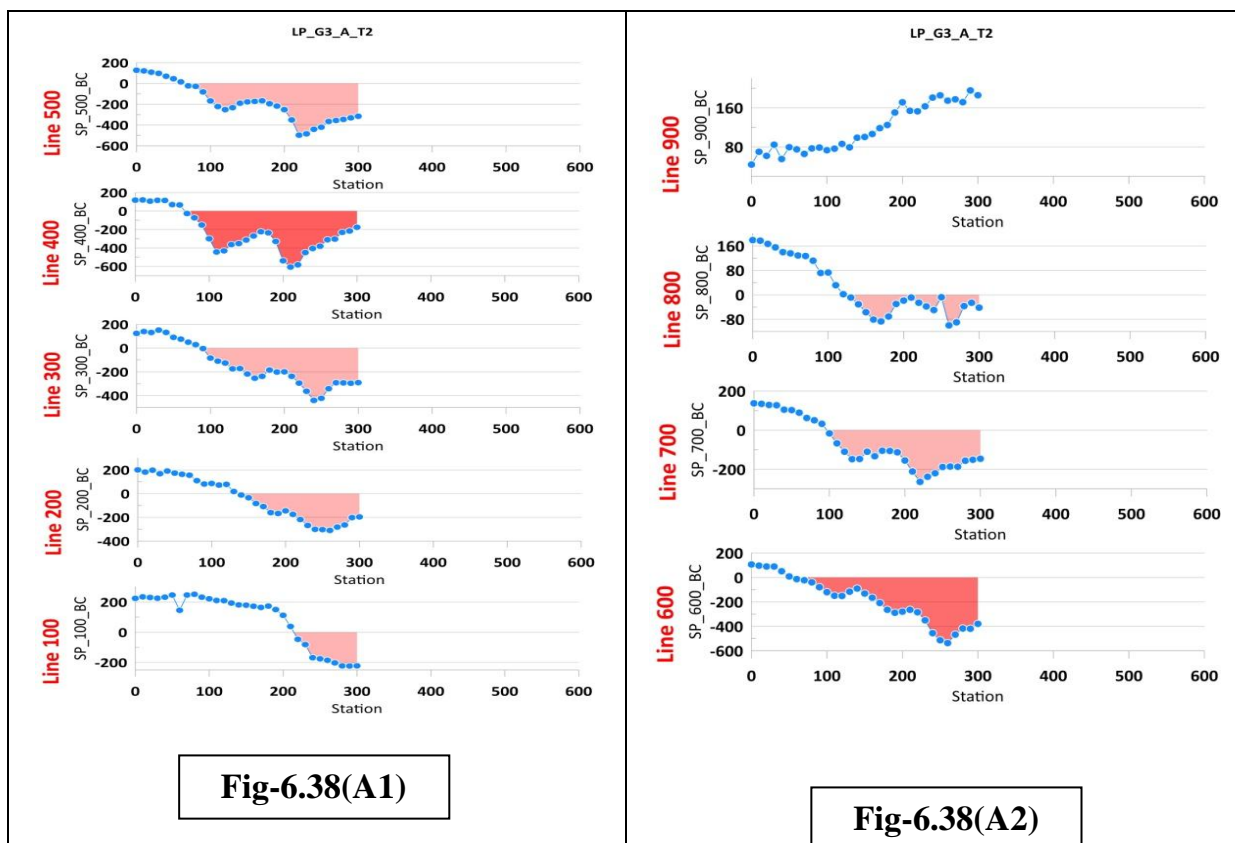 LP_G3_A_T2
Line 500
SP_500_BC
200
0
-200
-400
-600
0 100 200 300 400 500 600
Station
Line 400
SP_400_BC
200
0
-200
-400
-600
0 100 200 300 400 500 600
Station
Line 300
SP_300_BC
200
0
-200
-400
0 100 200 300 400 500 600
Station
Line 200
SP_200_BC
200
0
-200
-400
0 100 200 300 400 500 600
Station
Line 100
SP_100_BC
200
0
-200
0 100 200 300 400 500 600
Station
Fig-6.38(A1)
LP_G3_A_T2
Line 900
SP_900_BC
160
80
0 100 200 300 400 500 600
Station
Line 800
SP_800_BC
160
80
0
-80
0 100 200 300 400 500 600
Station
Line 700
SP_700_BC
200
0
-200
0 100 200 300 400 500 600
Station
Line 600
SP_600_BC
200
0
-200
-400
-600
0 100 200 300 400 500 600
Station
Fig-6.38(A2)